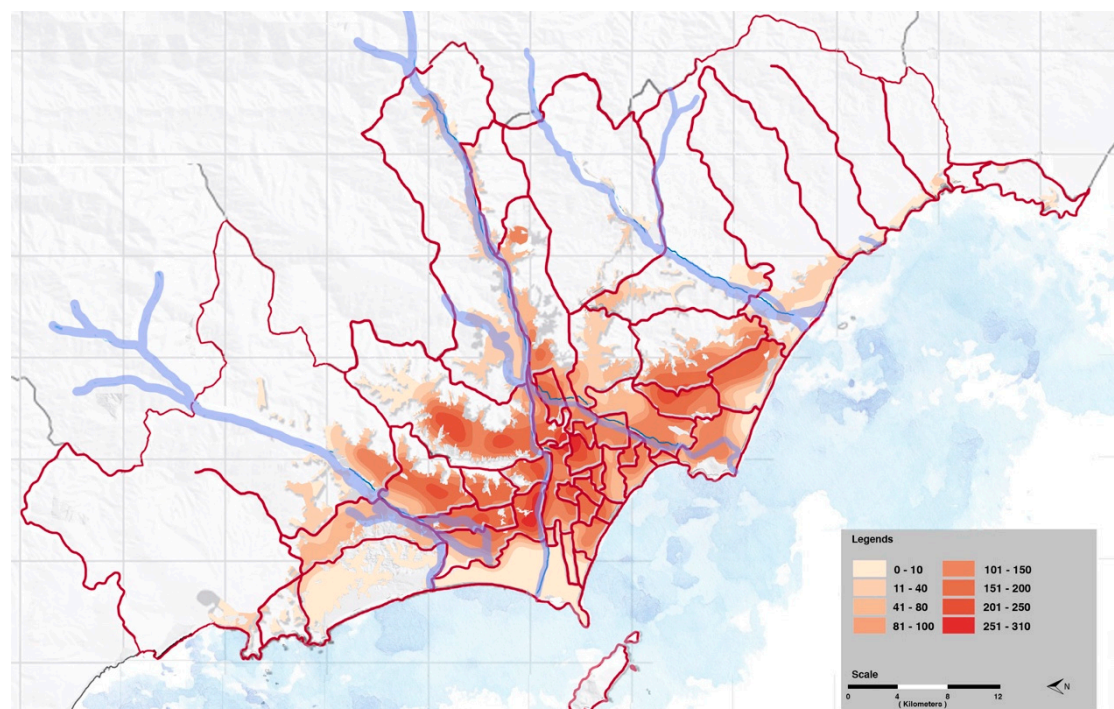 Legends
0 - 10
11 - 40
41 - 80
81 - 100
101 - 150
151 - 200
201 - 250
251 - 310
Scale
0 4 8 12
( Kilometers )
N